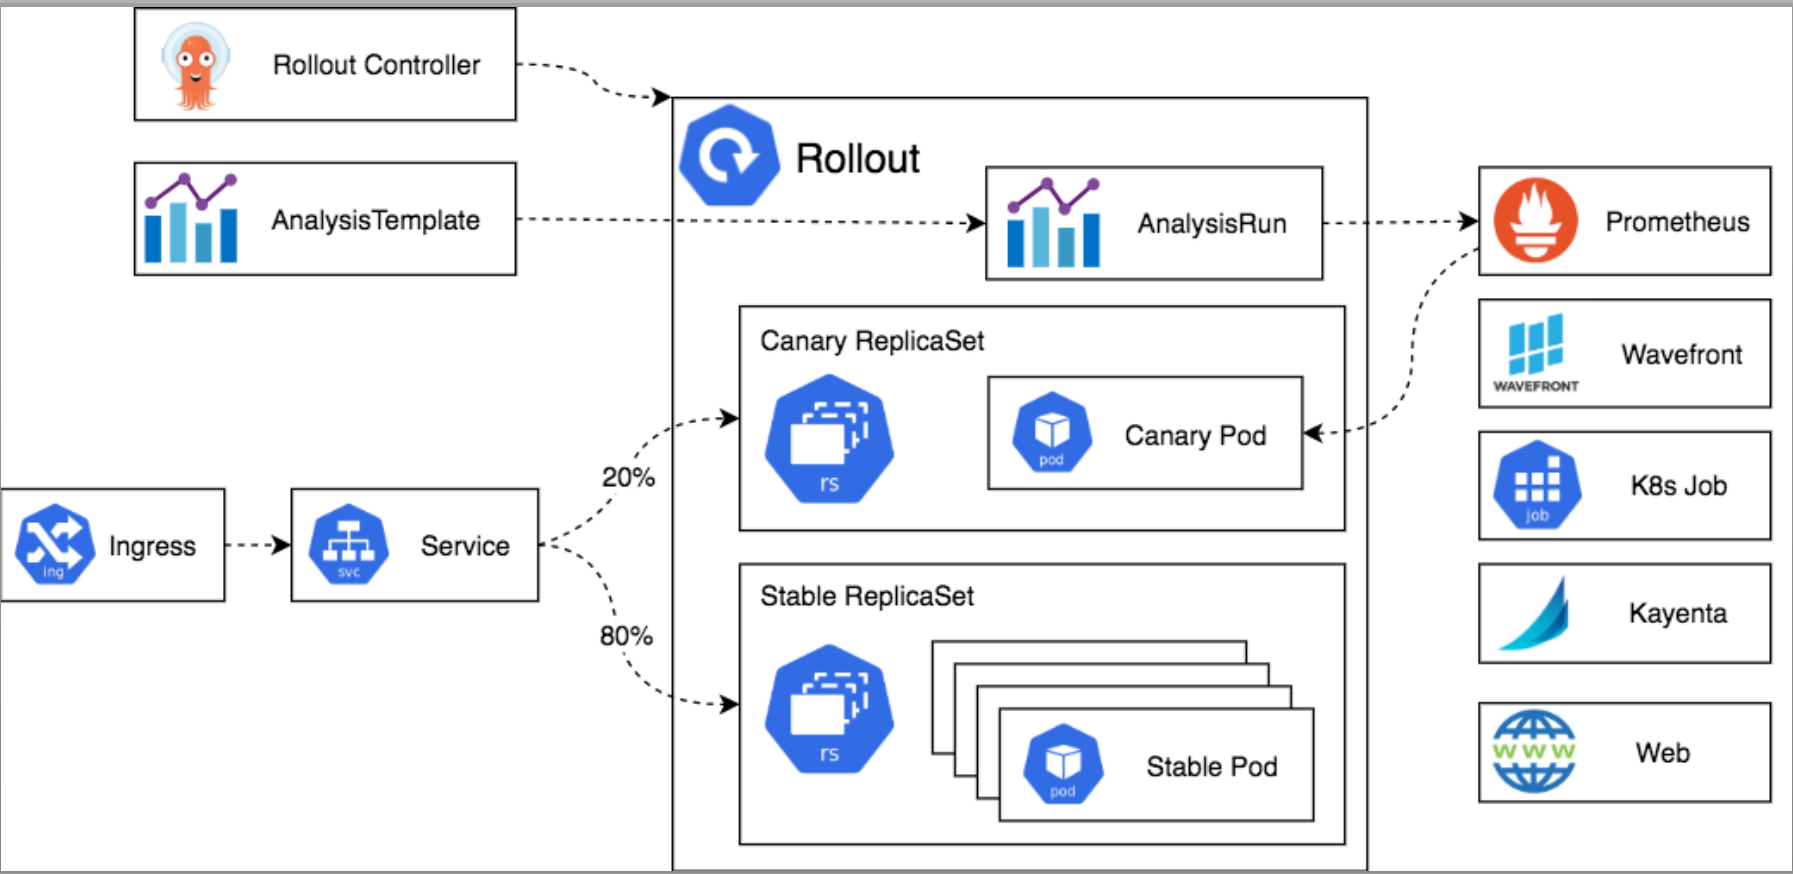 Rollout Controller
Rollout
AnalysisTemplate
AnalysisRun
Prometheus
Canary ReplicaSet
Wavefront
WAVEFRONT
rs
Canary Pod
pod
20%
K8s Job
job
Ingress
ing
Service
svc
80%
Stable ReplicaSet
Kayenta
rs
Stable Pod
pod
www
Web